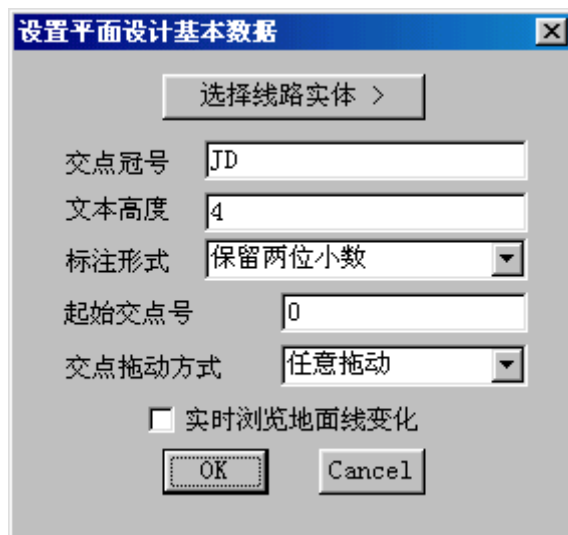 设置平面设计基本数据
选择线路实体 >
交点冠号 JD
文本高度 4
标注形式 保留两位小数
起始交点号 0
交点拖动方式 任意拖动
实时浏览地面线变化
OK Cancel